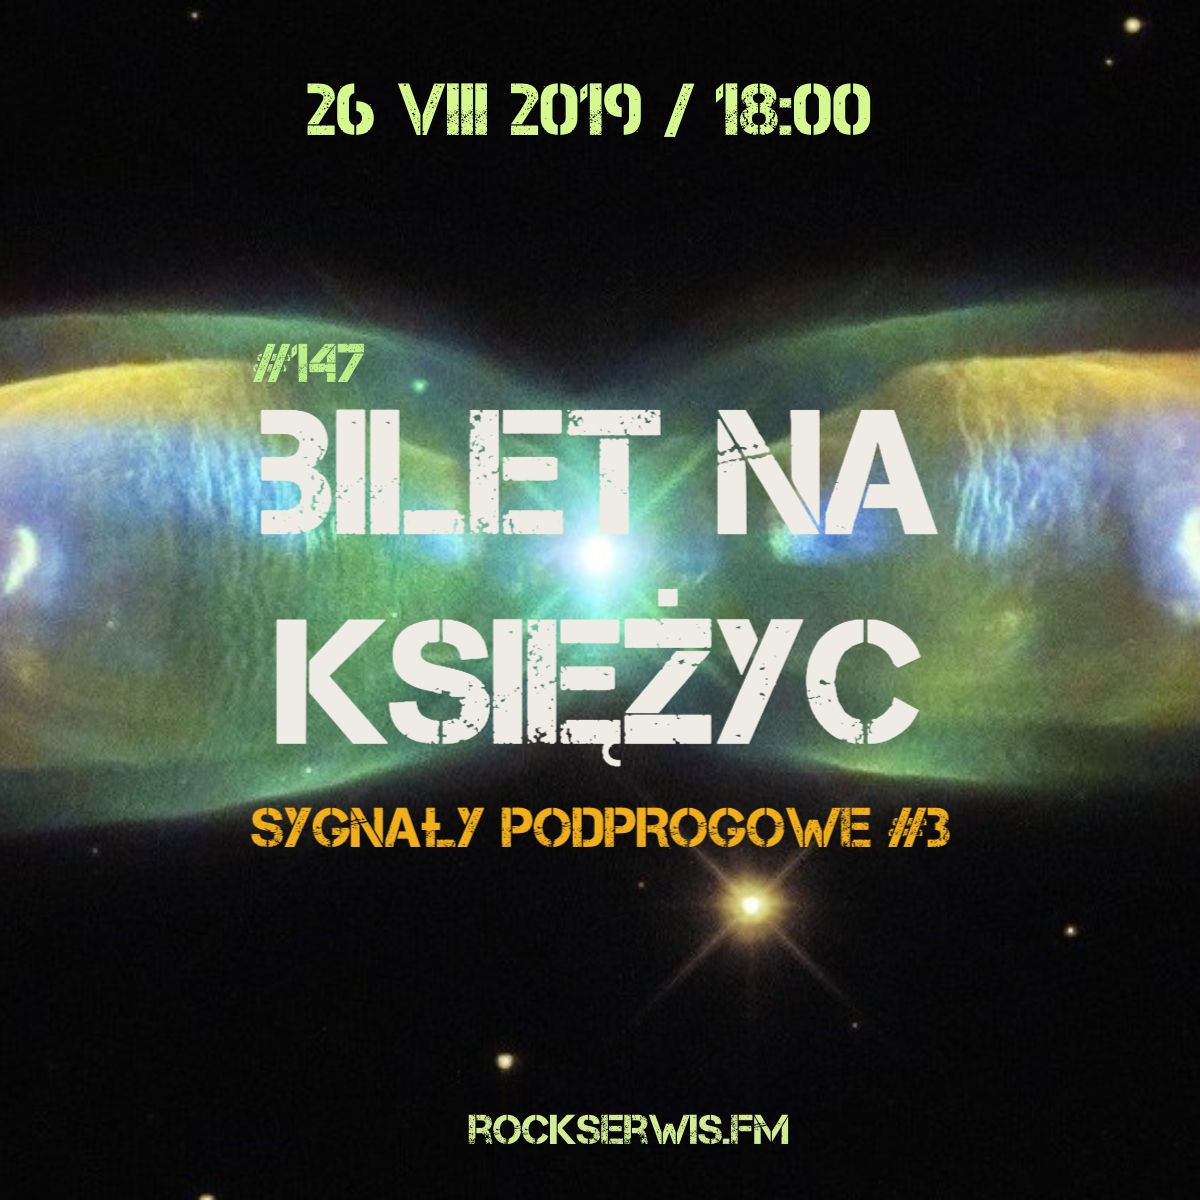 26 VIII 2019 / 18:00
#147
BILET NA
KSIĘŻYC
SYGNAŁY PODPROGOWE #3
ROCKSERWIS.FM